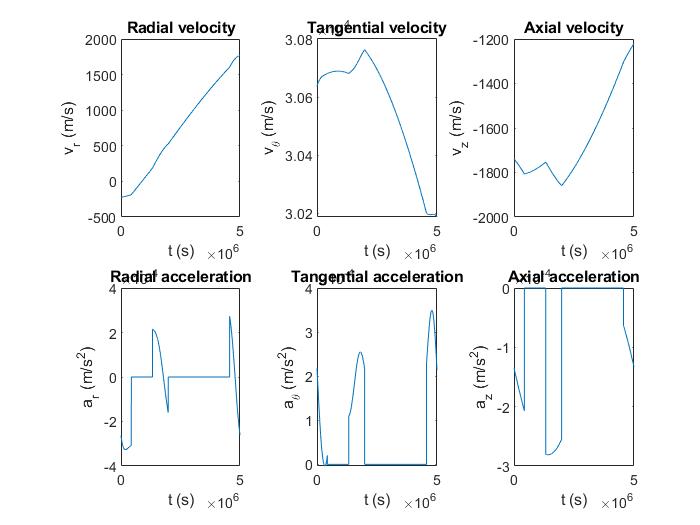 Radial velocity
2000
1500
1000
500
0
-500
v_r (m/s)
0
5
t (s)
×10^6
Tangential velocity
3.08
3.06
3.04
3.02
v_θ (m/s)
0
5
t (s)
×10^6
Axial velocity
-1200
-1400
-1600
-1800
-2000
v_z (m/s)
0
5
t (s)
×10^6
Radial acceleration
4
2
0
-2
-4
a_r (m/s^2)
0
5
t (s)
×10^6
Tangential acceleration
4
3
2
1
0
a_θ (m/s^2)
0
5
t (s)
×10^6
Axial acceleration
0
-1
-2
-3
a_z (m/s^2)
0
5
t (s)
×10^6